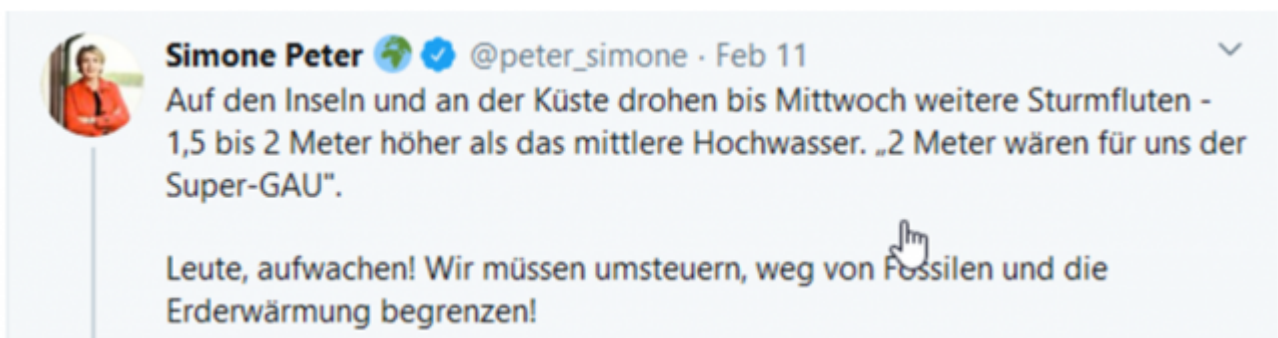 Simone Peter @peter_simone · Feb 11
Auf den Inseln und an der Küste drohen bis Mittwoch weitere Sturmfluten -
1,5 bis 2 Meter höher als das mittlere Hochwasser. „2 Meter wären für uns der
Super-GAU".
Leute, aufwachen! Wir müssen umsteuern, weg von Fossilen und die
Erderwärmung begrenzen!